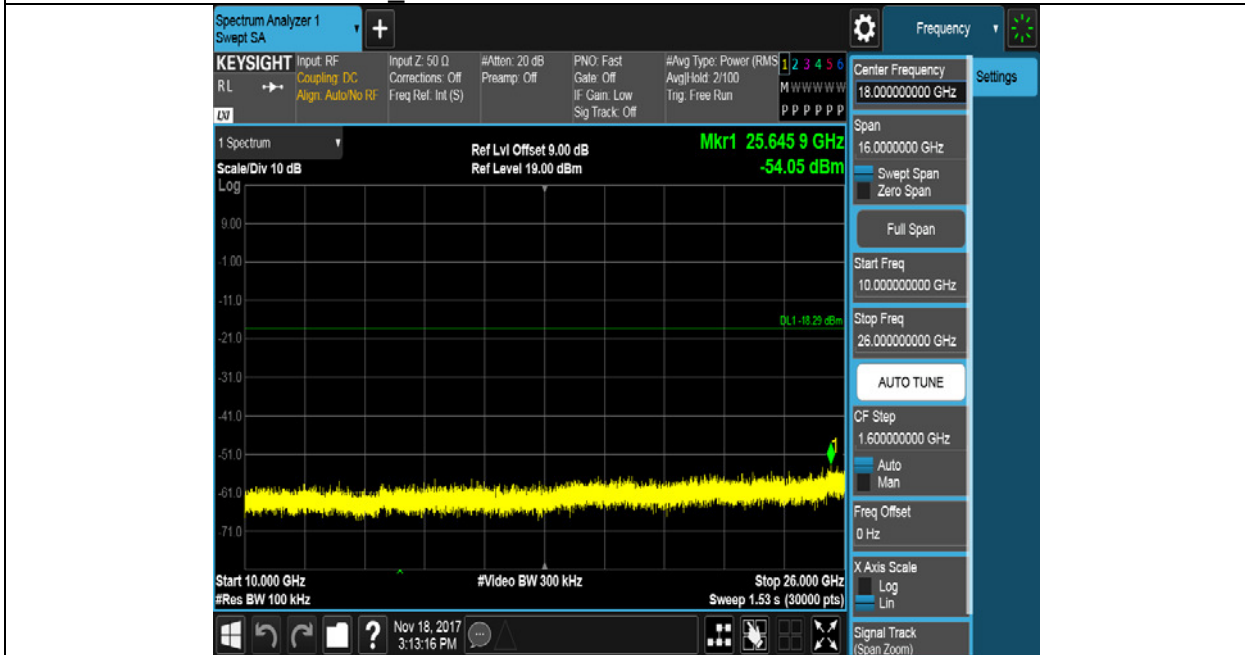 Spectrum Analyzer 1
Swept SA
+
Frequency
KEYSIGHT
RL
LXI
Input: RF
Coupling: DC
Align: Auto/No RF
Input Z: 50 Ω
Corrections: Off
Freq Ref: Int (S)
#Atten: 20 dB
Preamp: Off
PNO: Fast
Gate: Off
IF Gain: Low
Sig Track: Off
#Avg Type: Power (RMS
Avg|Hold: 2/100
Trig: Free Run
1 2 3 4 5 6
M W W W W W
P P P P P P
Center Frequency
18.000000000 GHz
Settings
1 Spectrum
Scale/Div 10 dB
Ref Lvl Offset 9.00 dB
Ref Level 19.00 dBm
Mkr1 25.645 9 GHz
-54.05 dBm
Span
16.0000000 GHz
Swept Span
Zero Span
Log
9.00
-1.00
-11.0
-21.0
-31.0
-41.0
-51.0
-61.0
-71.0
DL1 -18.29 dBm
1
Full Span
Start Freq
10.000000000 GHz
Stop Freq
26.000000000 GHz
AUTO TUNE
CF Step
1.600000000 GHz
Auto
Man
Freq Offset
0 Hz
X Axis Scale
Log
Lin
Signal Track
(Span Zoom)
Start 10.000 GHz
#Res BW 100 kHz
#Video BW 300 kHz
Stop 26.000 GHz
Sweep 1.53 s (30000 pts)
?
Nov 18, 2017
3:13:16 PM